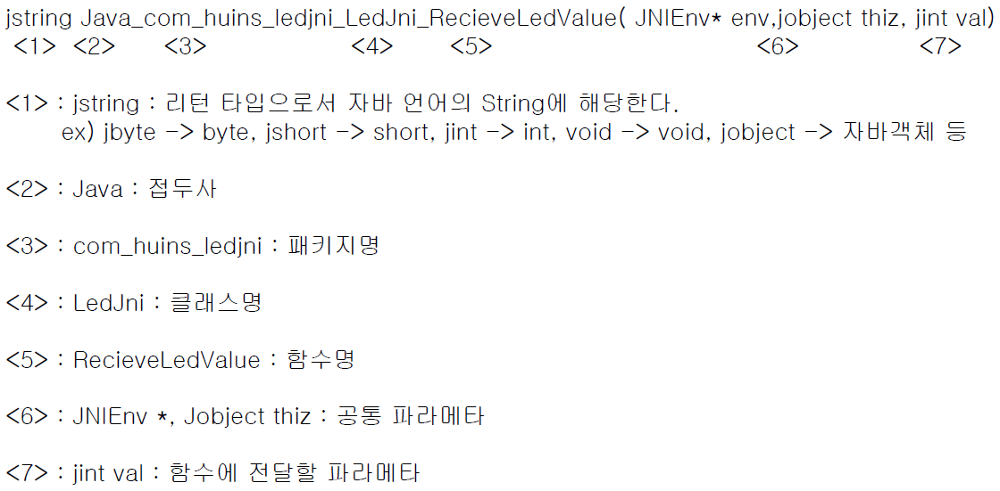 jstring Java_com_huins_ledjni_LedJni_RecieveLedValue( JNIEnv* env,jobject thiz, jint val)
<1> <2> <3> <4> <5> <6> <7>
<1> : jstring : 리턴 타입으로서 자바 언어의 String에 해당한다.
ex) jbyte -> byte, jshort -> short, jint -> int, void -> void, jobject -> 자바객체 등
<2> : Java : 접두사
<3> : com_huins_ledjni : 패키지명
<4> : LedJni : 클래스명
<5> : RecieveLedValue : 함수명
<6> : JNIEnv *, Jobject thiz : 공통 파라메타
<7> : jint val : 함수에 전달할 파라메타